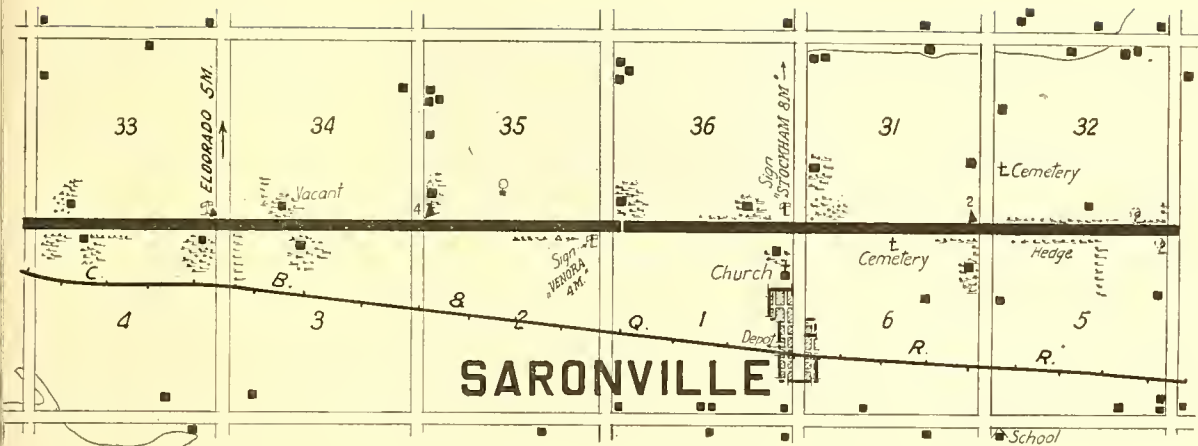 33
34
35
36
31
32
ELDORADO 5M.
Sign
"STOCKHAM 8M"
Vacant
Cemetery
4
2
Sign
"VENORA
4 M."
Church
Cemetery
Hedge
C. B. & Q. R. R.
4
3
2
1
6
5
Depot
SARONVILLE
School